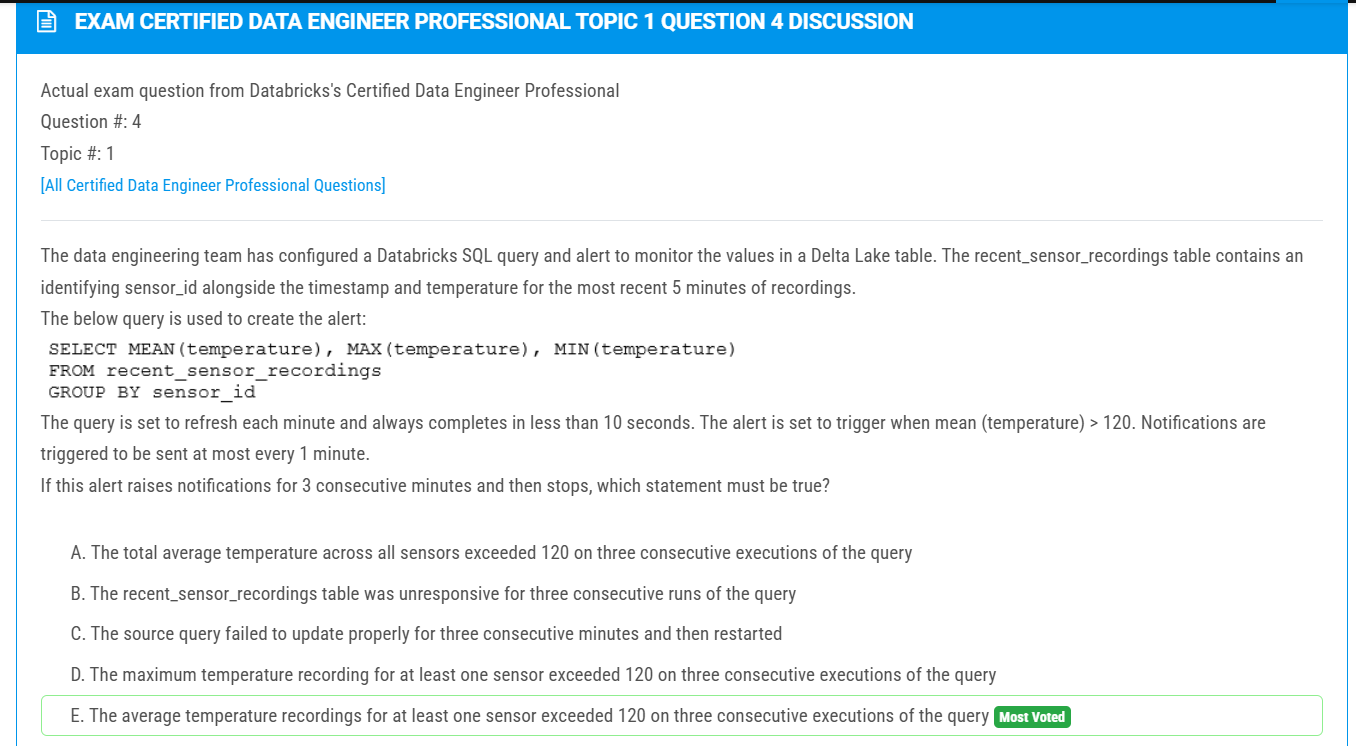 EXAM CERTIFIED DATA ENGINEER PROFESSIONAL TOPIC 1 QUESTION 4 DISCUSSION
Actual exam question from Databricks's Certified Data Engineer Professional
Question #: 4
Topic #: 1
[All Certified Data Engineer Professional Questions]
The data engineering team has configured a Databricks SQL query and alert to monitor the values in a Delta Lake table. The recent_sensor_recordings table contains an
identifying sensor_id alongside the timestamp and temperature for the most recent 5 minutes of recordings.
The below query is used to create the alert:
SELECT MEAN(temperature), MAX(temperature), MIN(temperature)
FROM recent_sensor_recordings
GROUP BY sensor_id
The query is set to refresh each minute and always completes in less than 10 seconds. The alert is set to trigger when mean (temperature) > 120. Notifications are
triggered to be sent at most every 1 minute.
If this alert raises notifications for 3 consecutive minutes and then stops, which statement must be true?
A. The total average temperature across all sensors exceeded 120 on three consecutive executions of the query
B. The recent_sensor_recordings table was unresponsive for three consecutive runs of the query
C. The source query failed to update properly for three consecutive minutes and then restarted
D. The maximum temperature recording for at least one sensor exceeded 120 on three consecutive executions of the query
E. The average temperature recordings for at least one sensor exceeded 120 on three consecutive executions of the query Most Voted